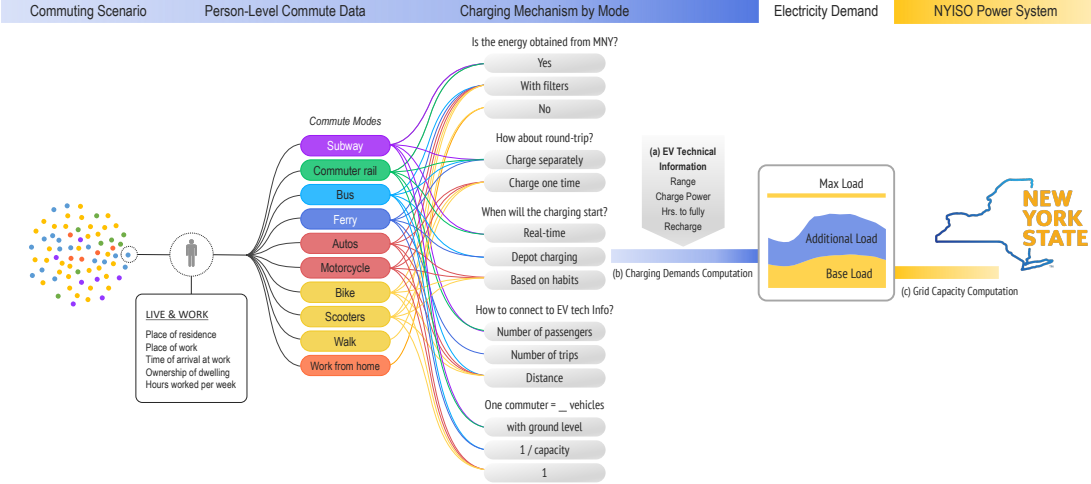 Commuting Scenario
Person-Level Commute Data
Charging Mechanism by Mode
Electricity Demand
NYISO Power System
LIVE & WORK
Place of residence
Place of work
Time of arrival at work
Ownership of dwelling
Hours worked per week
Commute Modes
Subway
Commuter rail
Bus
Ferry
Autos
Motorcycle
Bike
Scooters
Walk
Work from home
Is the energy obtained from MNY?
Yes
With filters
No
How about round-trip?
Charge separately
Charge one time
When will the charging start?
Real-time
Depot charging
Based on habits
How to connect to EV tech Info?
Number of passengers
Number of trips
Distance
One commuter = __ vehicles
with ground level
1 / capacity
1
(a) EV Technical
Information
Range
Charge Power
Hrs. to fully
Recharge
(b) Charging Demands Computation
Max Load
Additional Load
Base Load
(c) Grid Capacity Computation
NEW
YORK
STATE